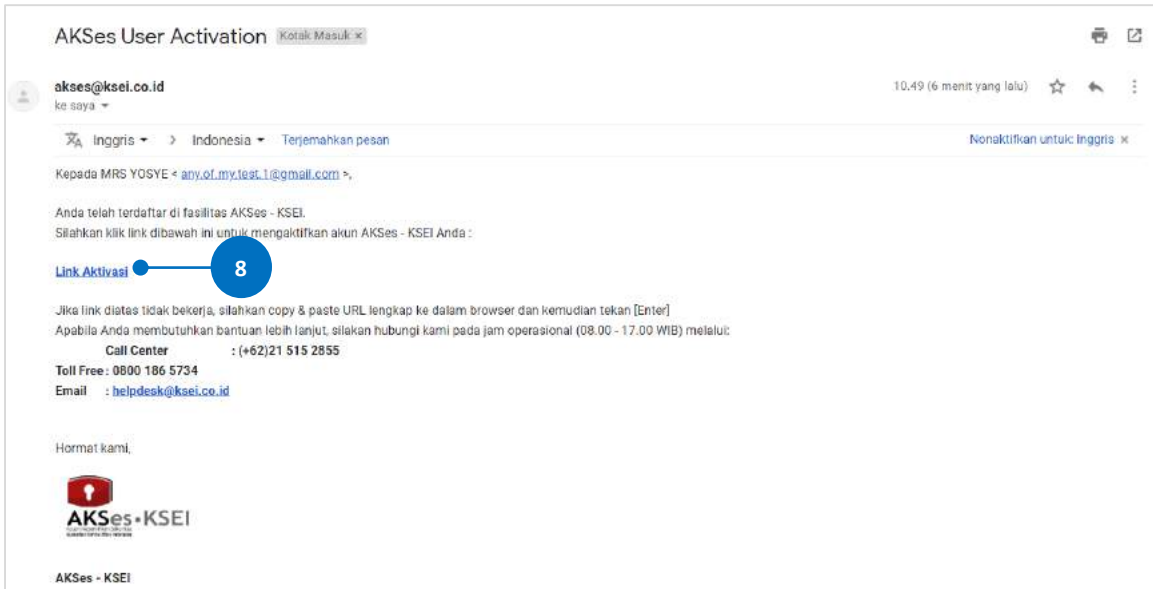 AKSes User Activation Kotak Masuk ×
akses@ksei.co.id 10.49 (6 menit yang lalu)
ke saya
Inggris > Indonesia Terjemahkan pesan Nonaktifkan untuk: Inggris ×
Kepada MRS YOSYE < any.of.my.test.1@gmail.com >,
Anda telah terdaftar di fasilitas AKSes - KSEI.
Silahkan klik link dibawah ini untuk mengaktifkan akun AKSes - KSEI Anda :
Link Aktivasi 8
Jika link diatas tidak bekerja, silahkan copy & paste URL lengkap ke dalam browser dan kemudian tekan [Enter]
Apabila Anda membutuhkan bantuan lebih lanjut, silakan hubungi kami pada jam operasional (08.00 - 17.00 WIB) melalui:
Call Center : (+62)21 515 2855
Toll Free : 0800 186 5734
Email : helpdesk@ksei.co.id
Hormat kami,
AKSes-KSEI
AKSes - KSEI